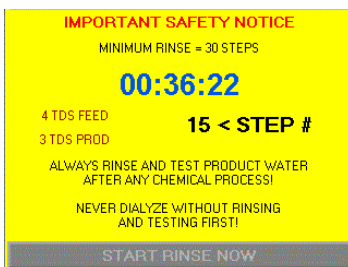 IMPORTANT SAFETY NOTICE
MINIMUM RINSE = 30 STEPS
00:36:22
4 TDS FEED
15 < STEP #
3 TDS PROD
ALWAYS RINSE AND TEST PRODUCT WATER
AFTER ANY CHEMICAL PROCESS!
NEVER DIALYZE WITHOUT RINSING
AND TESTING FIRST!
START RINSE NOW